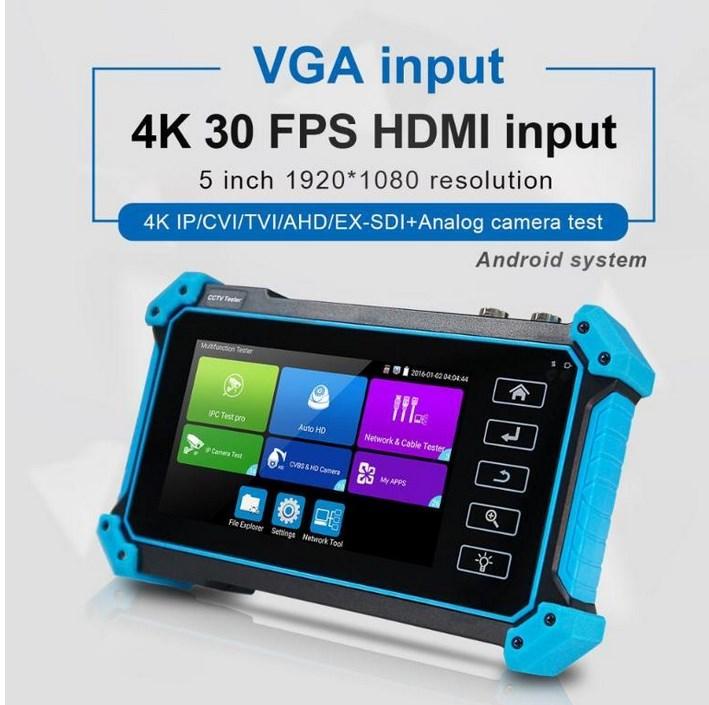 VGA input
4K 30 FPS HDMI input
5 inch 1920*1080 resolution
4K IP/CVI/TVI/AHD/EX-SDI+Analog camera test
Android system
CCTV Tester
Multifunction Tester
2016-01-02 04:04:44
IPC Test pro
Auto HD
Network & Cable Tester
IP Camera Test
CVBS & HD Camera
My APPS
File Explorer
Settings
Network Tool